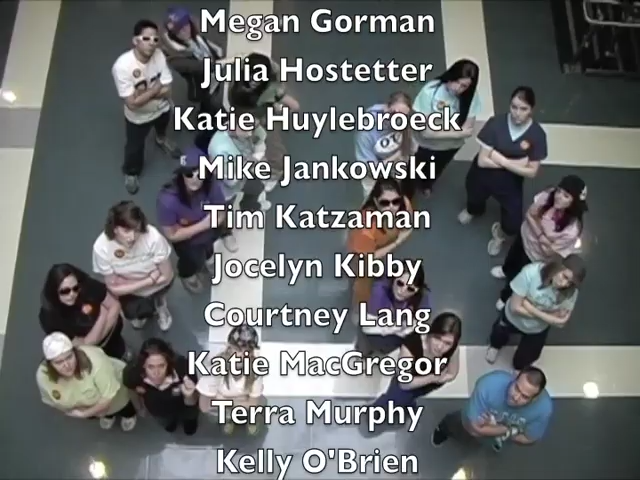 Megan Gorman
Julia Hostetter
Katie Huylebroeck
Mike Jankowski
Tim Katzaman
Jocelyn Kibby
Courtney Lang
Katie MacGregor
Terra Murphy
Kelly O'Brien